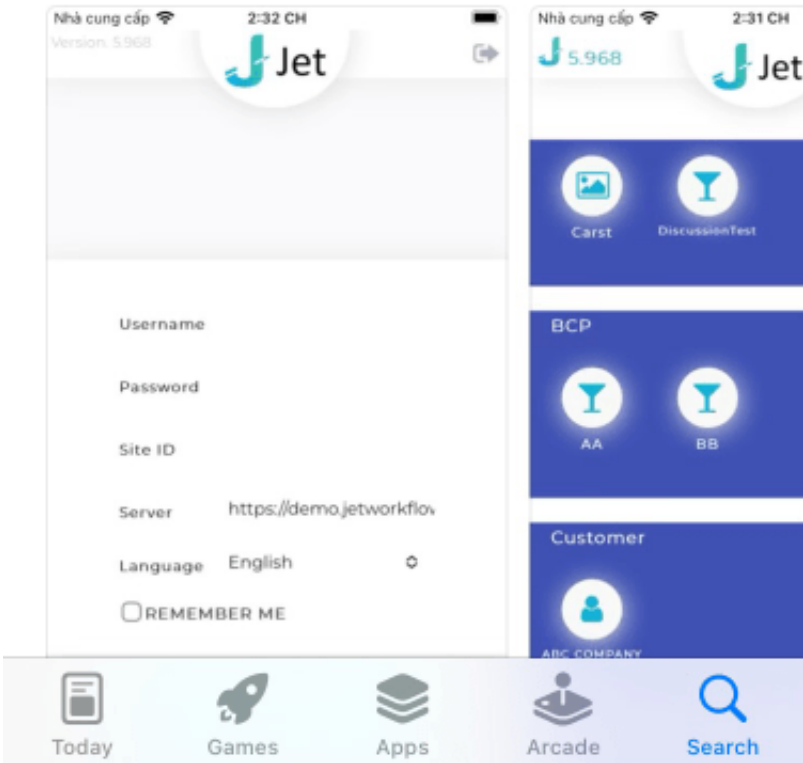 Nhà cung cấp 2:32 CH
Version. 5.968
Jet
Username
Password
Site ID
Server https://demo.jetworkflov
Language English
REMEMBER ME
Nhà cung cấp 2:31 CH
5.968
Jet
Carst DiscussionTest
BCP
AA BB
Customer
ABC COMPANY
Today Games Apps Arcade Search